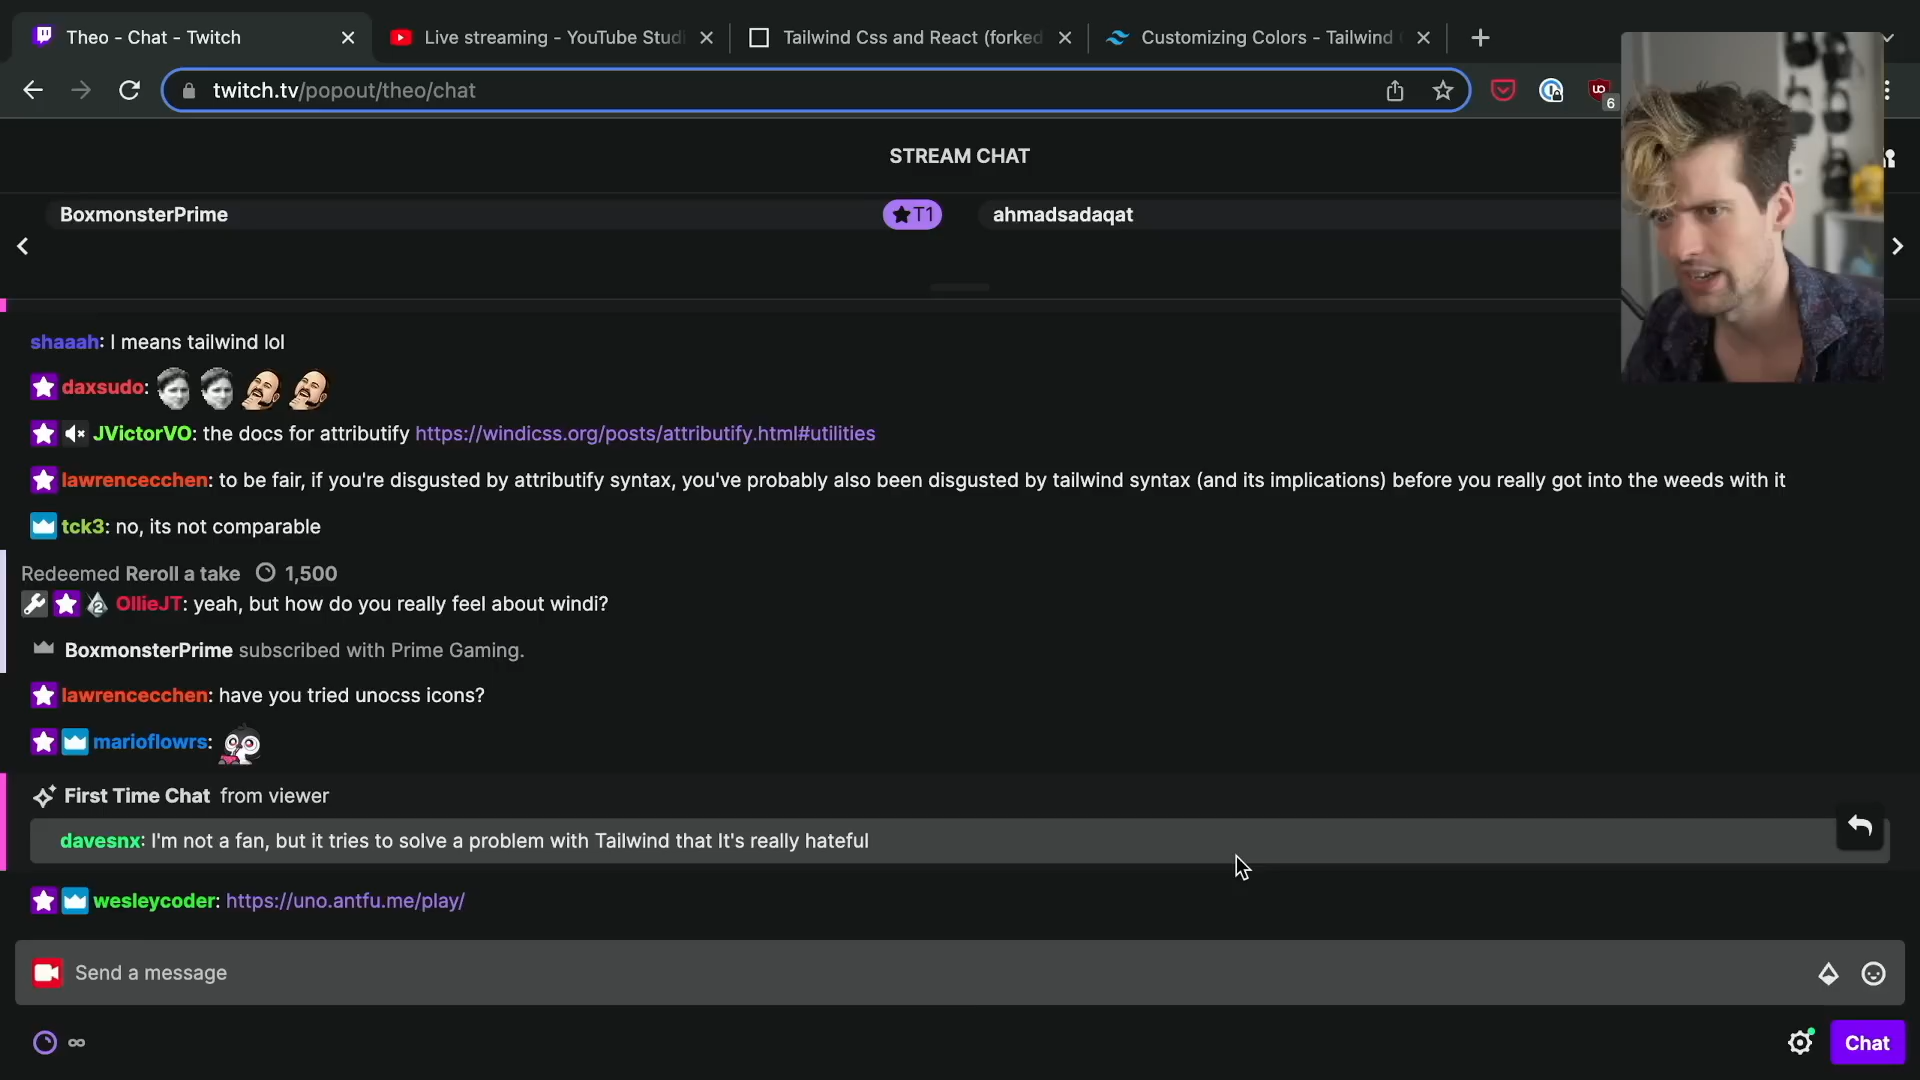 Theo - Chat - Twitch
Live streaming - YouTube Studi
Tailwind Css and React (forked
Customizing Colors - Tailwind
twitch.tv/popout/theo/chat
6
STREAM CHAT
BoxmonsterPrime
T1
ahmadsadaqat
shaaah: I means tailwind lol
daxsudo:
JVictorVO: the docs for attributify https://windicss.org/posts/attributify.html#utilities
lawrencecchen: to be fair, if you're disgusted by attributify syntax, you've probably also been disgusted by tailwind syntax (and its implications) before you really got into the weeds with it
tck3: no, its not comparable
Redeemed Reroll a take 1,500
2 OllieJT: yeah, but how do you really feel about windi?
BoxmonsterPrime subscribed with Prime Gaming.
lawrencecchen: have you tried unocss icons?
marioflowrs:
First Time Chat from viewer
davesnx: I'm not a fan, but it tries to solve a problem with Tailwind that It's really hateful
wesleycoder: https://uno.antfu.me/play/
Send a message
∞
Chat